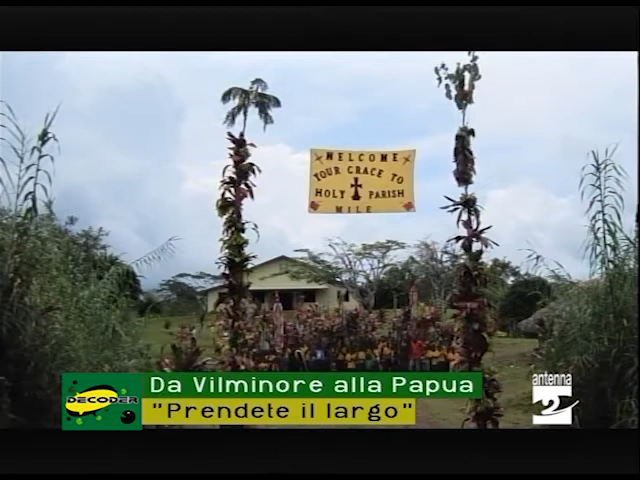 WELCOME
YOUR GRACE TO
HOLY PARISH
MILE
DECODER
Da Vilminore alla Papua
"Prendete il largo"
antenna
2